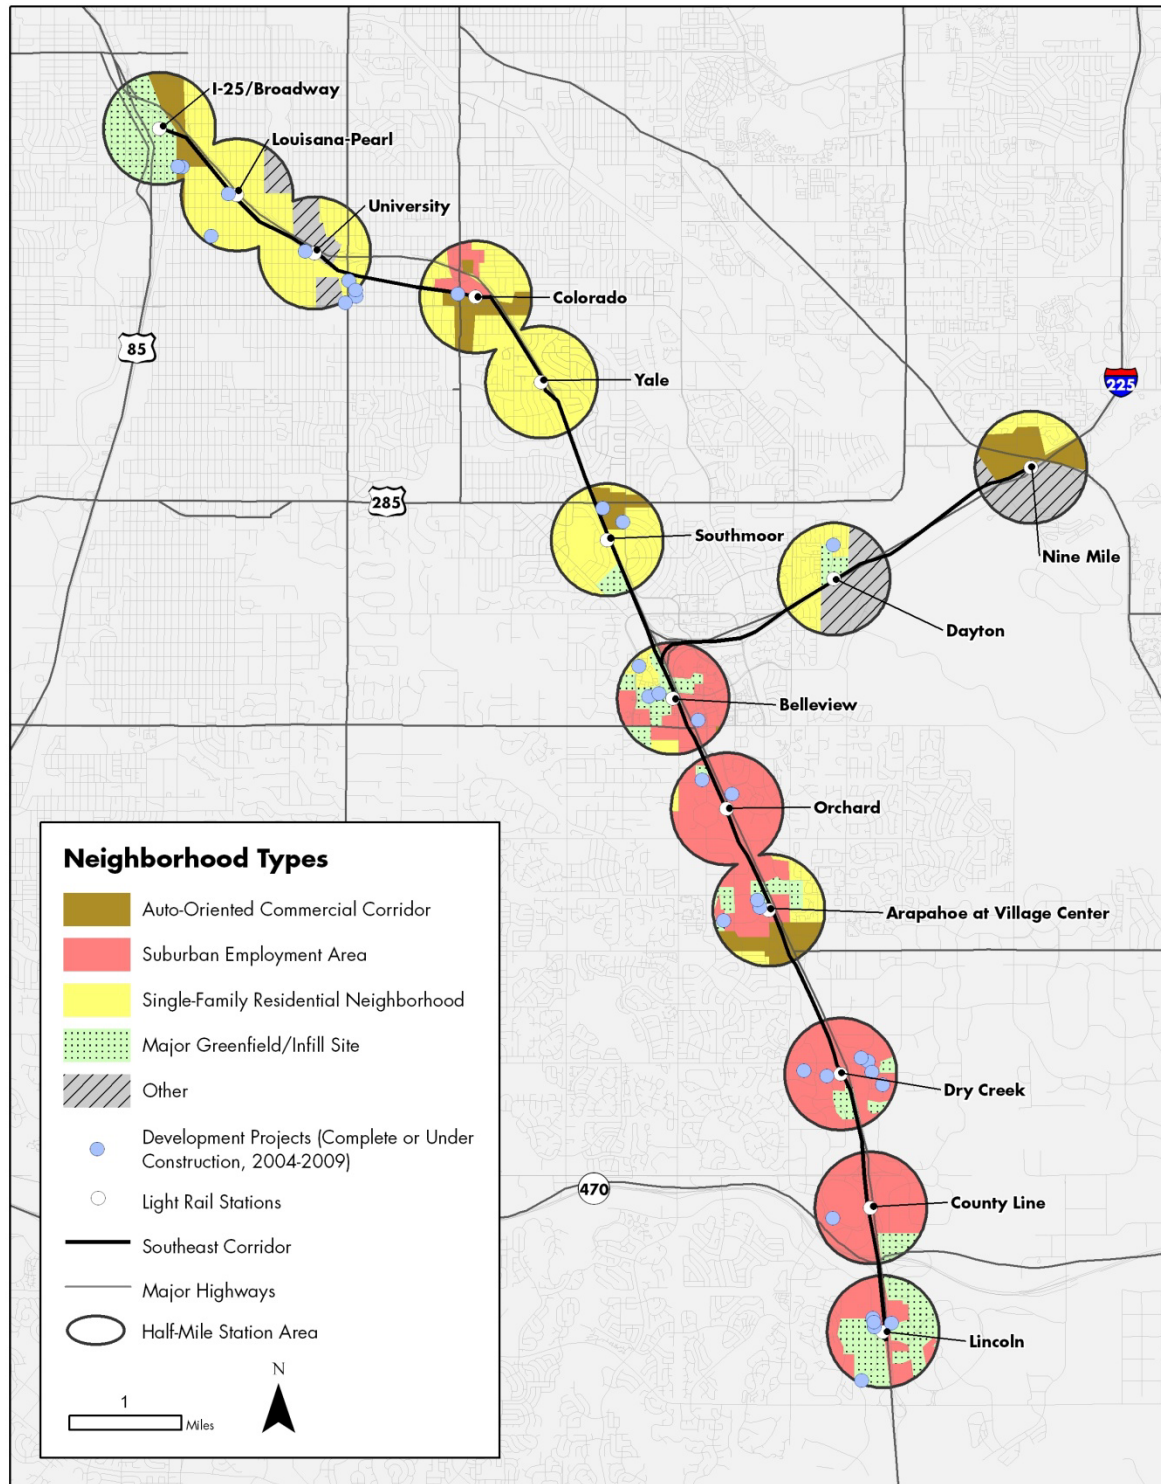 I-25/Broadway
Louisana-Pearl
University
Colorado
85
Yale
225
285
Southmoor
Nine Mile
Dayton
Belleview
Orchard
Arapahoe at Village Center
Dry Creek
470
County Line
Lincoln
Neighborhood Types
Auto-Oriented Commercial Corridor
Suburban Employment Area
Single-Family Residential Neighborhood
Major Greenfield/Infill Site
Other
Development Projects (Complete or Under
Construction, 2004-2009)
Light Rail Stations
Southeast Corridor
Major Highways
Half-Mile Station Area
N
1
Miles